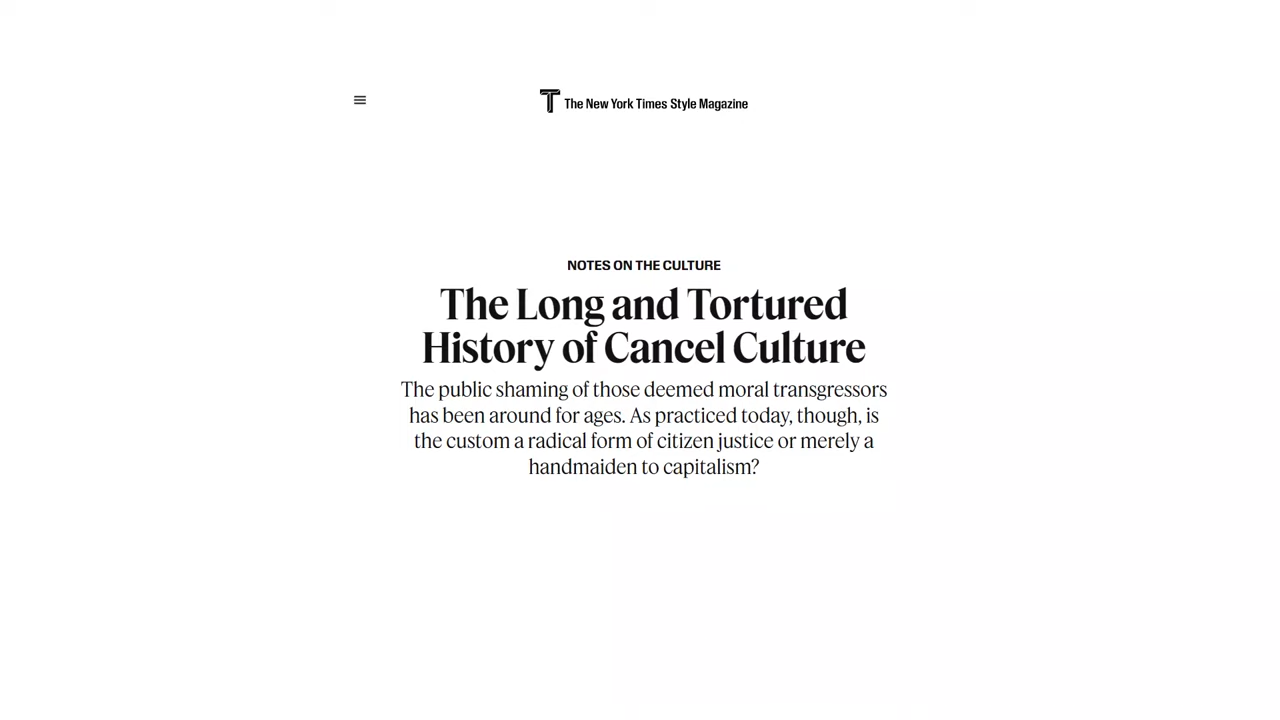 T The New York Times Style Magazine
NOTES ON THE CULTURE
The Long and Tortured
History of Cancel Culture
The public shaming of those deemed moral transgressors
has been around for ages. As practiced today, though, is
the custom a radical form of citizen justice or merely a
handmaiden to capitalism?